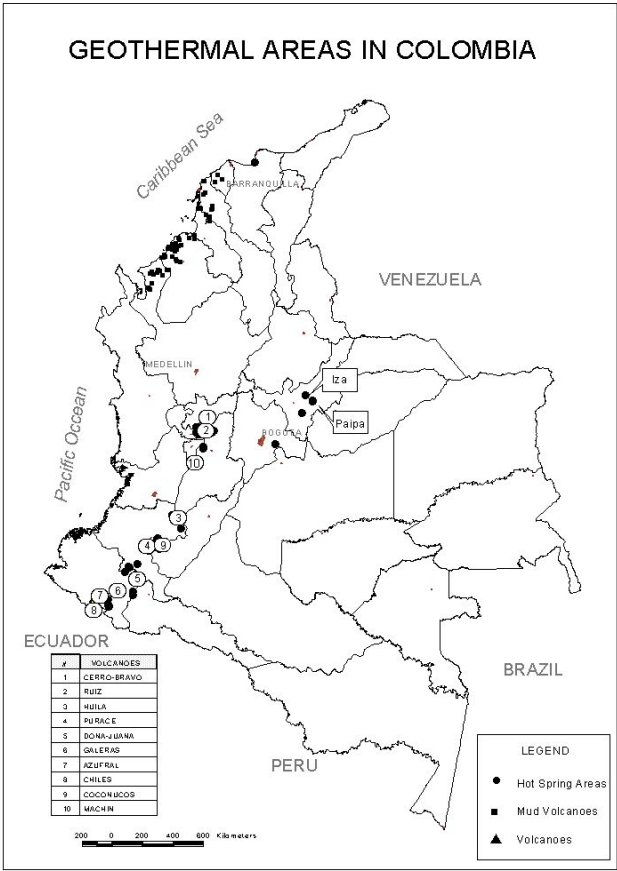 GEOTHERMAL AREAS IN COLOMBIA
Caribbean Sea
BARRANQUILLA
VENEZUELA
MEDELLIN
Iza
Paipa
BOGOTA
Pacific Occean
1
2
10
3
4
9
5
6
7
8
ECUADOR
BRAZIL
PERU
# VOLCANOES
1 CERRO-BRAVO
2 RUIZ
3 HUILA
4 PURACE
5 DONA-JUANA
6 GALERAS
7 AZUFRAL
8 CHILES
9 COCONUCOS
10 MACHIN
200 0 200 400 600 Kilometers
LEGEND
Hot Spring Areas
Mud Volcanoes
Volcanoes